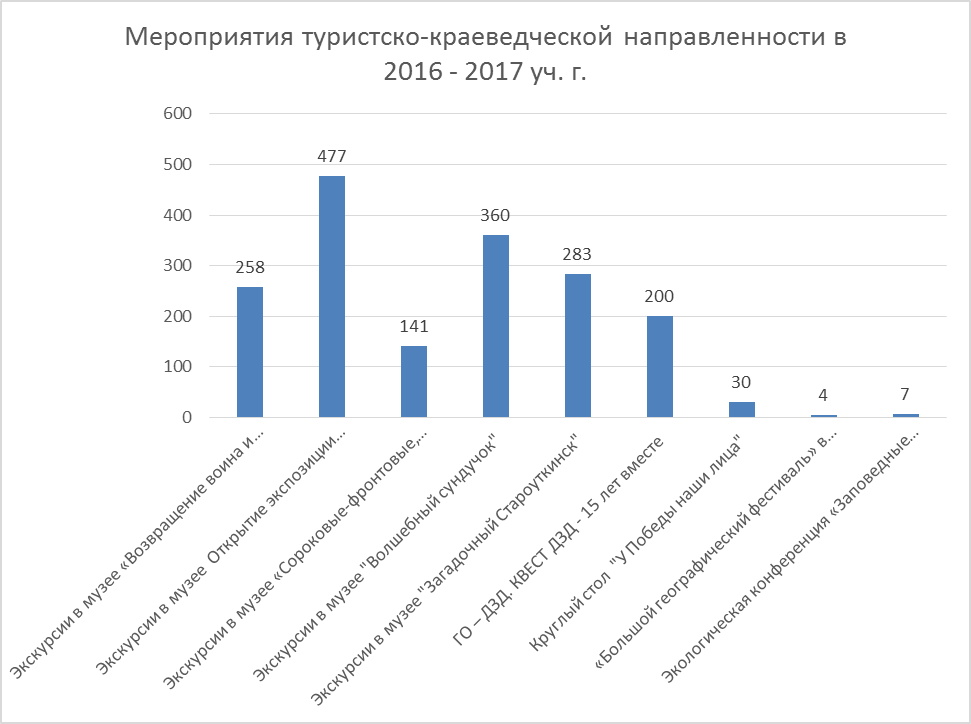 Мероприятия туристско-краеведческой направленности в
2016 - 2017 уч. г.
600
500
400
300
200
100
0
258
477
141
360
283
200
30
4
7
Экскурсии в музее «Возвращение воина и...
Экскурсии в музее  Открытие экспозиции...
Экскурсии в музее «Сороковые-фронтовые,...
Экскурсии в музее "Волшебный сундучок"
Экскурсии в музее "Загадочный Староуткинск"
ГО – ДЗД. КВЕСТ ДЗД - 15 лет вместе
Круглый стол  "У Победы наши лица"
«Большой географический фестиваль» в...
Экологическая конференция «Заповедные...